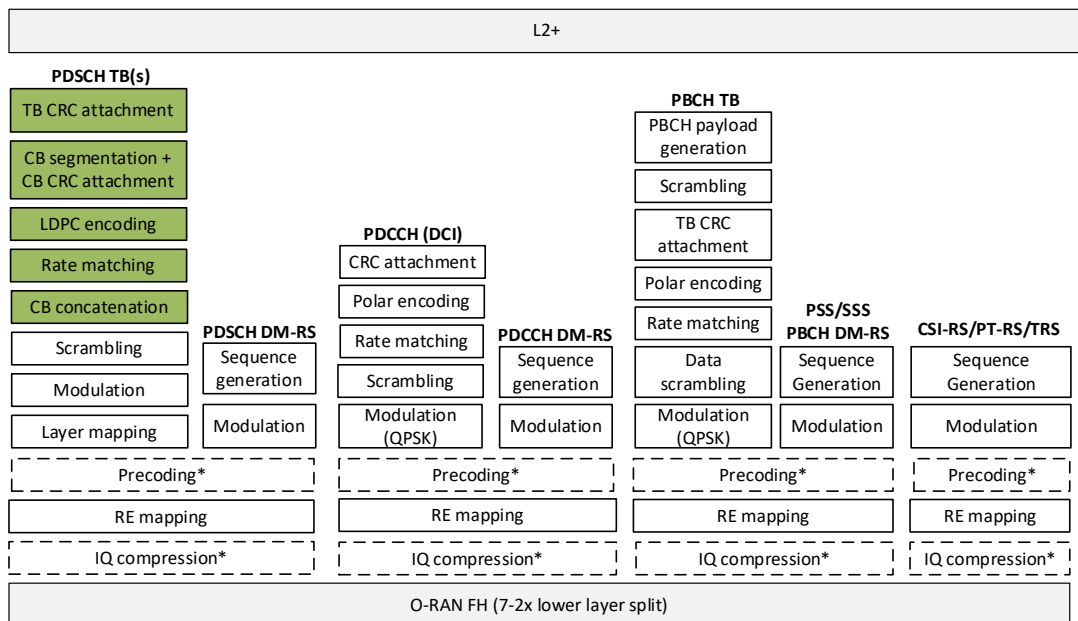 L2+
PDSCH TB(s)
TB CRC attachment
CB segmentation +
CB CRC attachment
LDPC encoding
Rate matching
CB concatenation
Scrambling
Modulation
Layer mapping
PDSCH DM-RS
Sequence
generation
Modulation
Precoding*
RE mapping
IQ compression*
PDCCH (DCI)
CRC attachment
Polar encoding
Rate matching
Scrambling
Modulation
(QPSK)
PDCCH DM-RS
Sequence
generation
Modulation
Precoding*
RE mapping
IQ compression*
PBCH TB
PBCH payload
generation
Scrambling
TB CRC
attachment
Polar encoding
Rate matching
Data
scrambling
Modulation
(QPSK)
PSS/SSS
PBCH DM-RS
Sequence
Generation
Modulation
Precoding*
RE mapping
IQ compression*
CSI-RS/PT-RS/TRS
Sequence
Generation
Modulation
Precoding*
RE mapping
IQ compression*
O-RAN FH (7-2x lower layer split)